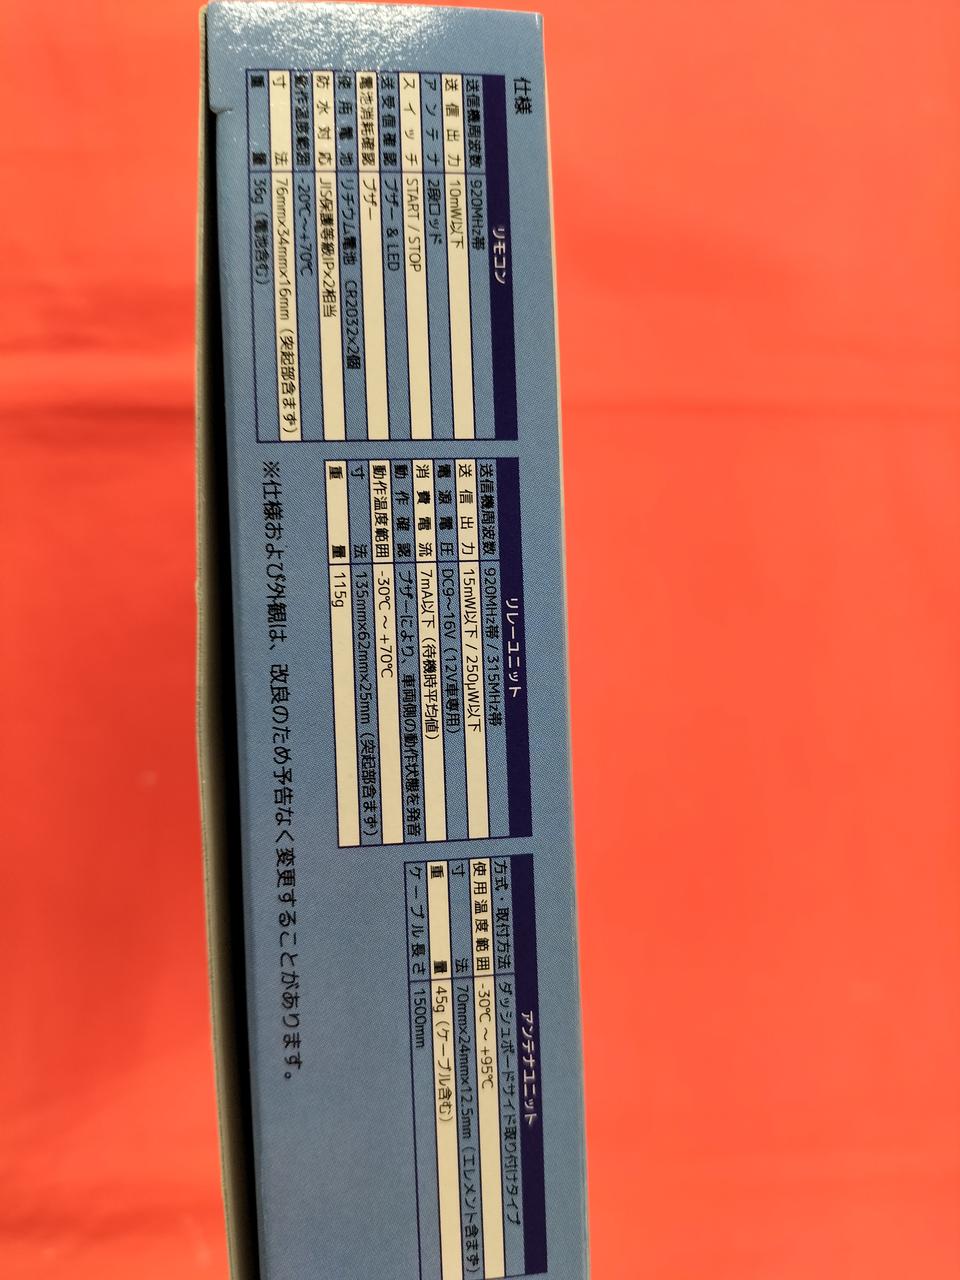 仕様
リモコン
送信機周波数 920MHz帯
送信出力 10mW以下
アンテナ 2段ロッド
スイッチ START / STOP
送受信確認 ブザー & LED
電池消耗確認 ブザー
使用電池 リチウム電池 CR2032×2個
防水対応 JIS保護等級IPx2相当
動作温度範囲 -20℃～+70℃
寸法 76mm×34mm×16mm（突起部含まず）
重量 36g（電池含む）
リレーユニット
送信機周波数 920MHz帯 / 315MHz帯
送信出力 15mW以下 / 250μW以下
電源電圧 DC9～16V（12V車専用）
消費電流 7mA以下（待機時平均値）
動作確認 ブザーにより、車両側の動作状態を発音
動作温度範囲 -30℃ ～ +70℃
寸法 135mm×62mm×25mm（突起部含まず）
重量 115g
アンテナユニット
方式・取付方法 ダッシュボードサイド取り付けタイプ
使用温度範囲 -30℃ ～ +95℃
寸法 70mm×24mm×12.5mm（エレメント含まず）
重量 45g（ケーブル含む）
ケーブル長さ 1500mm
※仕様および外観は、改良のため予告なく変更することがあります。